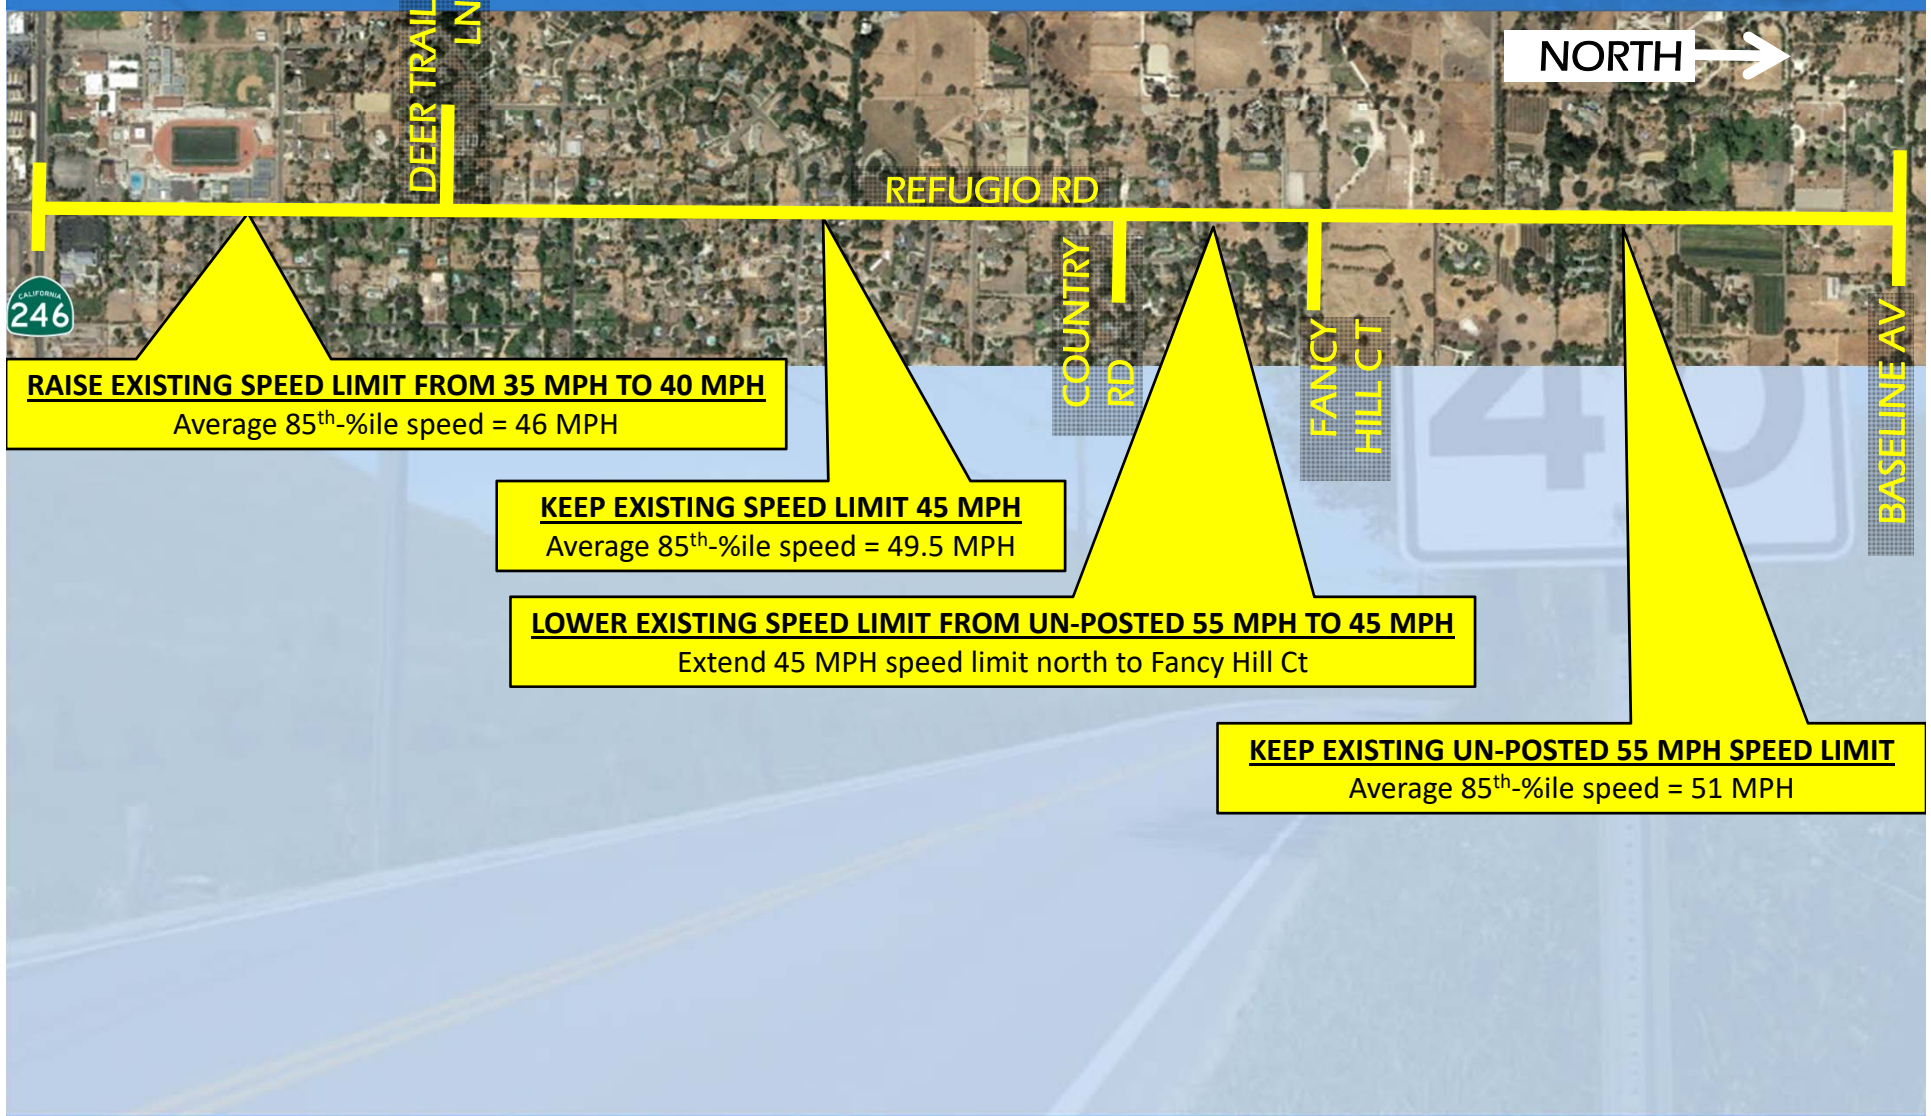 DEER TRAIL
LN
NORTH
REFUGIO RD
CALIFORNIA
246
COUNTRY
RD
FANCY
HILL CT
BASELINE AV
RAISE EXISTING SPEED LIMIT FROM 35 MPH TO 40 MPH
Average 85th-%ile speed = 46 MPH
KEEP EXISTING SPEED LIMIT 45 MPH
Average 85th-%ile speed = 49.5 MPH
LOWER EXISTING SPEED LIMIT FROM UN-POSTED 55 MPH TO 45 MPH
Extend 45 MPH speed limit north to Fancy Hill Ct
KEEP EXISTING UN-POSTED 55 MPH SPEED LIMIT
Average 85th-%ile speed = 51 MPH